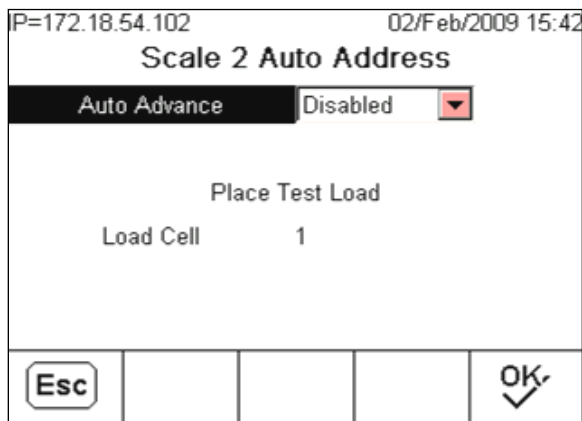 IP=172.18.54.102 02/Feb/2009 15:42
Scale 2 Auto Address
Auto Advance Disabled
Place Test Load
Load Cell 1
Esc OK